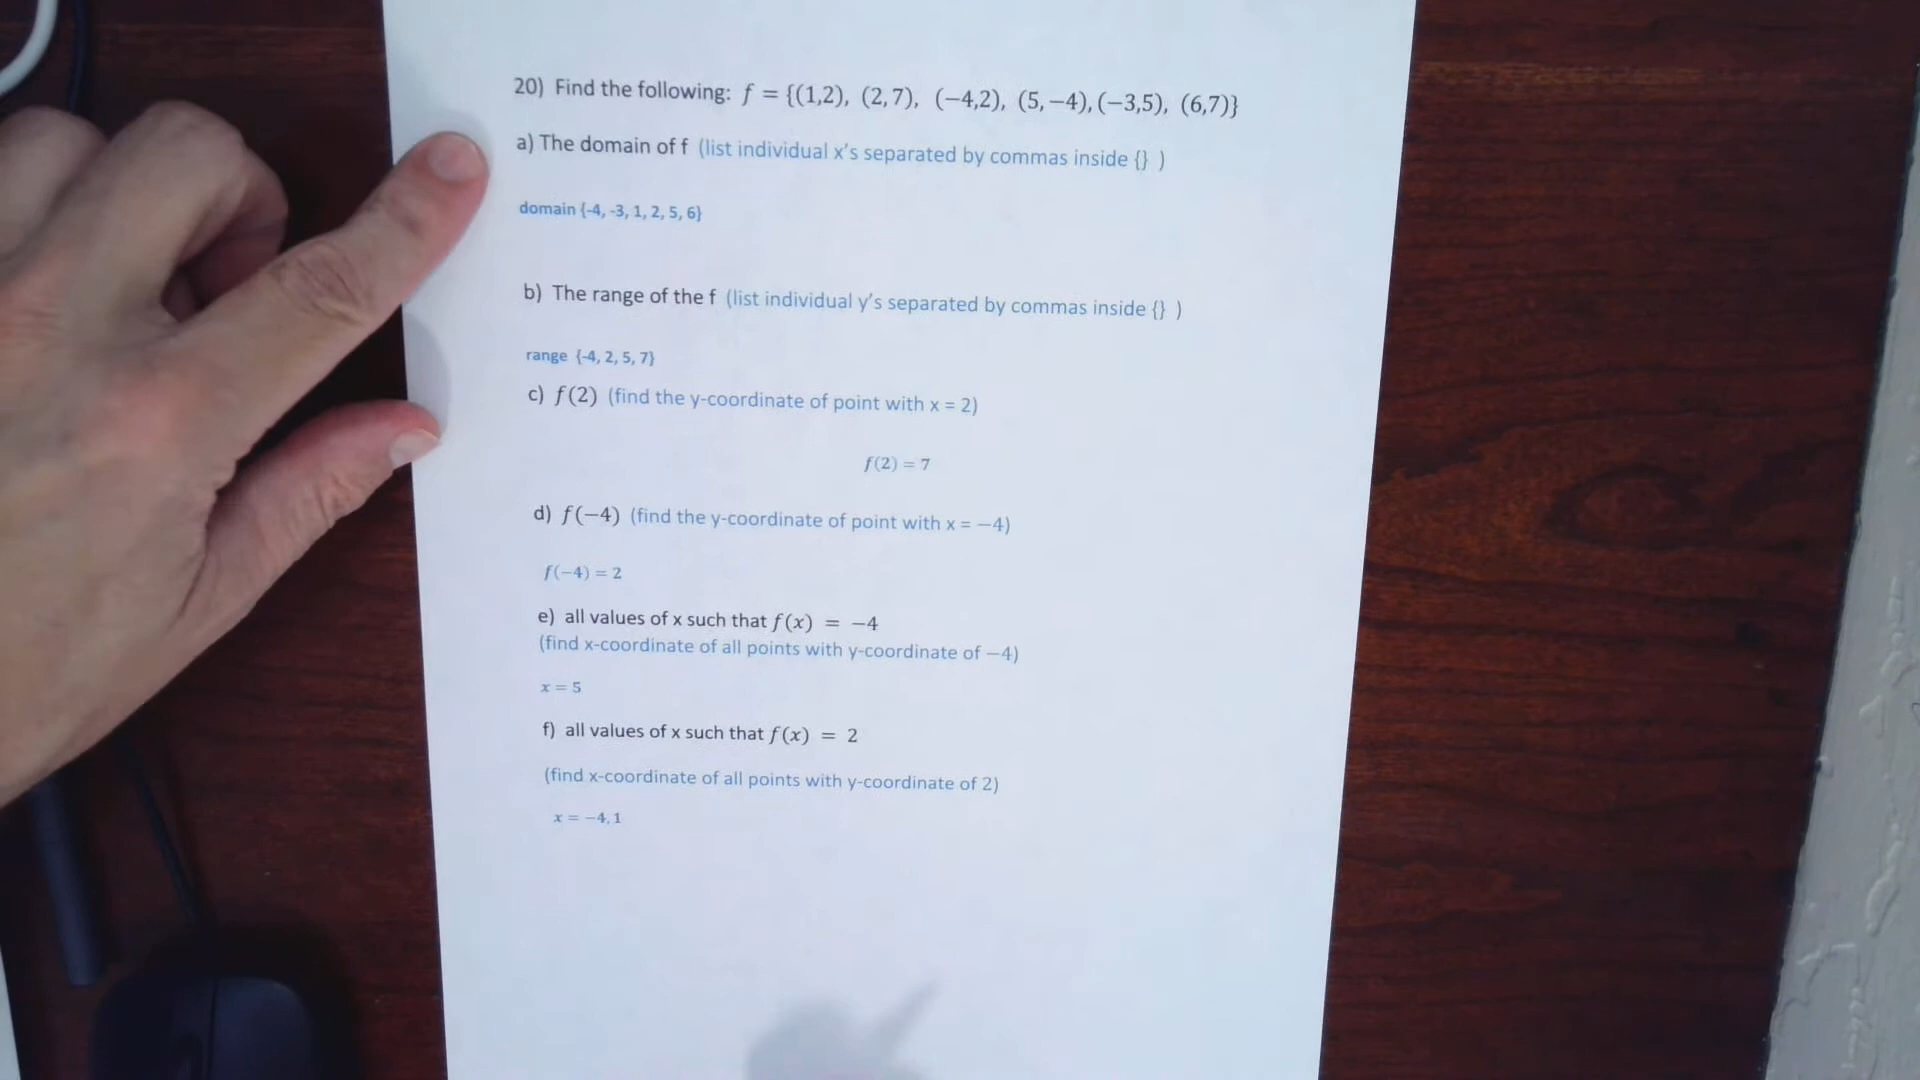 20) Find the following: f = {(1,2), (2,7), (−4,2), (5,−4),(−3,5), (6,7)}
a) The domain of f (list individual x's separated by commas inside {} )
domain {-4, -3, 1, 2, 5, 6}
b) The range of the f (list individual y's separated by commas inside {} )
range {-4, 2, 5, 7}
c) f(2) (find the y-coordinate of point with x = 2)
f(2) = 7
d) f(−4) (find the y-coordinate of point with x = −4)
f(−4) = 2
e) all values of x such that f(x) = −4
(find x-coordinate of all points with y-coordinate of −4)
x = 5
f) all values of x such that f(x) = 2
(find x-coordinate of all points with y-coordinate of 2)
x = −4,1